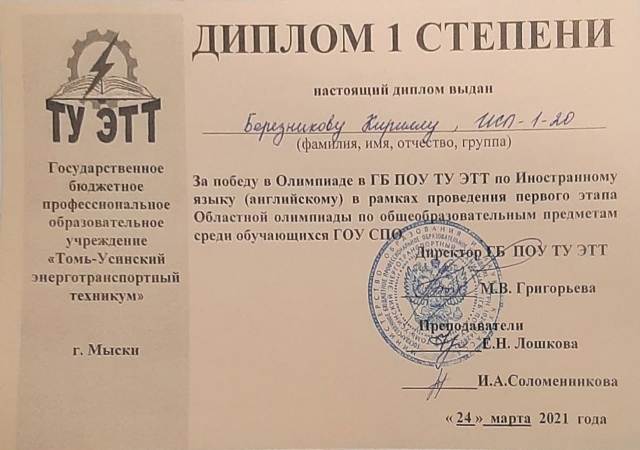 ТУ ЭТТ
Государственное
бюджетное
профессиональное
образовательное
учреждение
«Томь-Усинский
энерготранспортный
техникум»
г. Мыски
ДИПЛОМ 1 СТЕПЕНИ
настоящий диплом выдан
Березникову Кириллу, ИСП-1-20
(фамилия, имя, отчество, группа)
За победу в Олимпиаде в ГБ ПОУ ТУ ЭТТ по Иностранному
языку (английскому) в рамках проведения первого этапа
Областной олимпиады по общеобразовательным предметам
среди обучающихся ГОУ СПО.
Директор ГБ ПОУ ТУ ЭТТ
М.В. Григорьева
Преподаватели
Е.Н. Лошкова
И.А.Соломенникова
«24» марта 2021 года